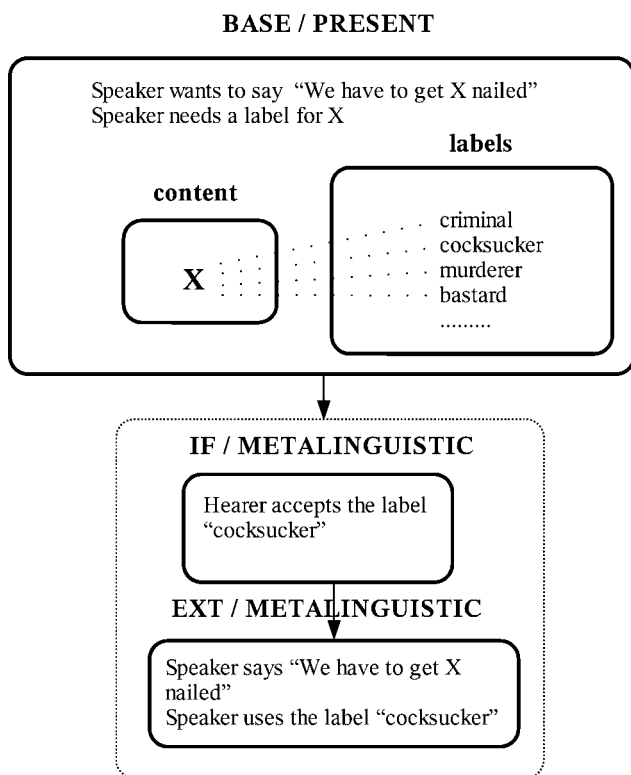 BASE / PRESENT
Speaker wants to say “We have to get X nailed”
Speaker needs a label for X
labels
content
criminal
cocksucker
X
murderer
bastard
.........
IF / METALINGUISTIC
Hearer accepts the label
“cocksucker”
EXT / METALINGUISTIC
Speaker says “We have to get X
nailed”
Speaker uses the label “cocksucker”